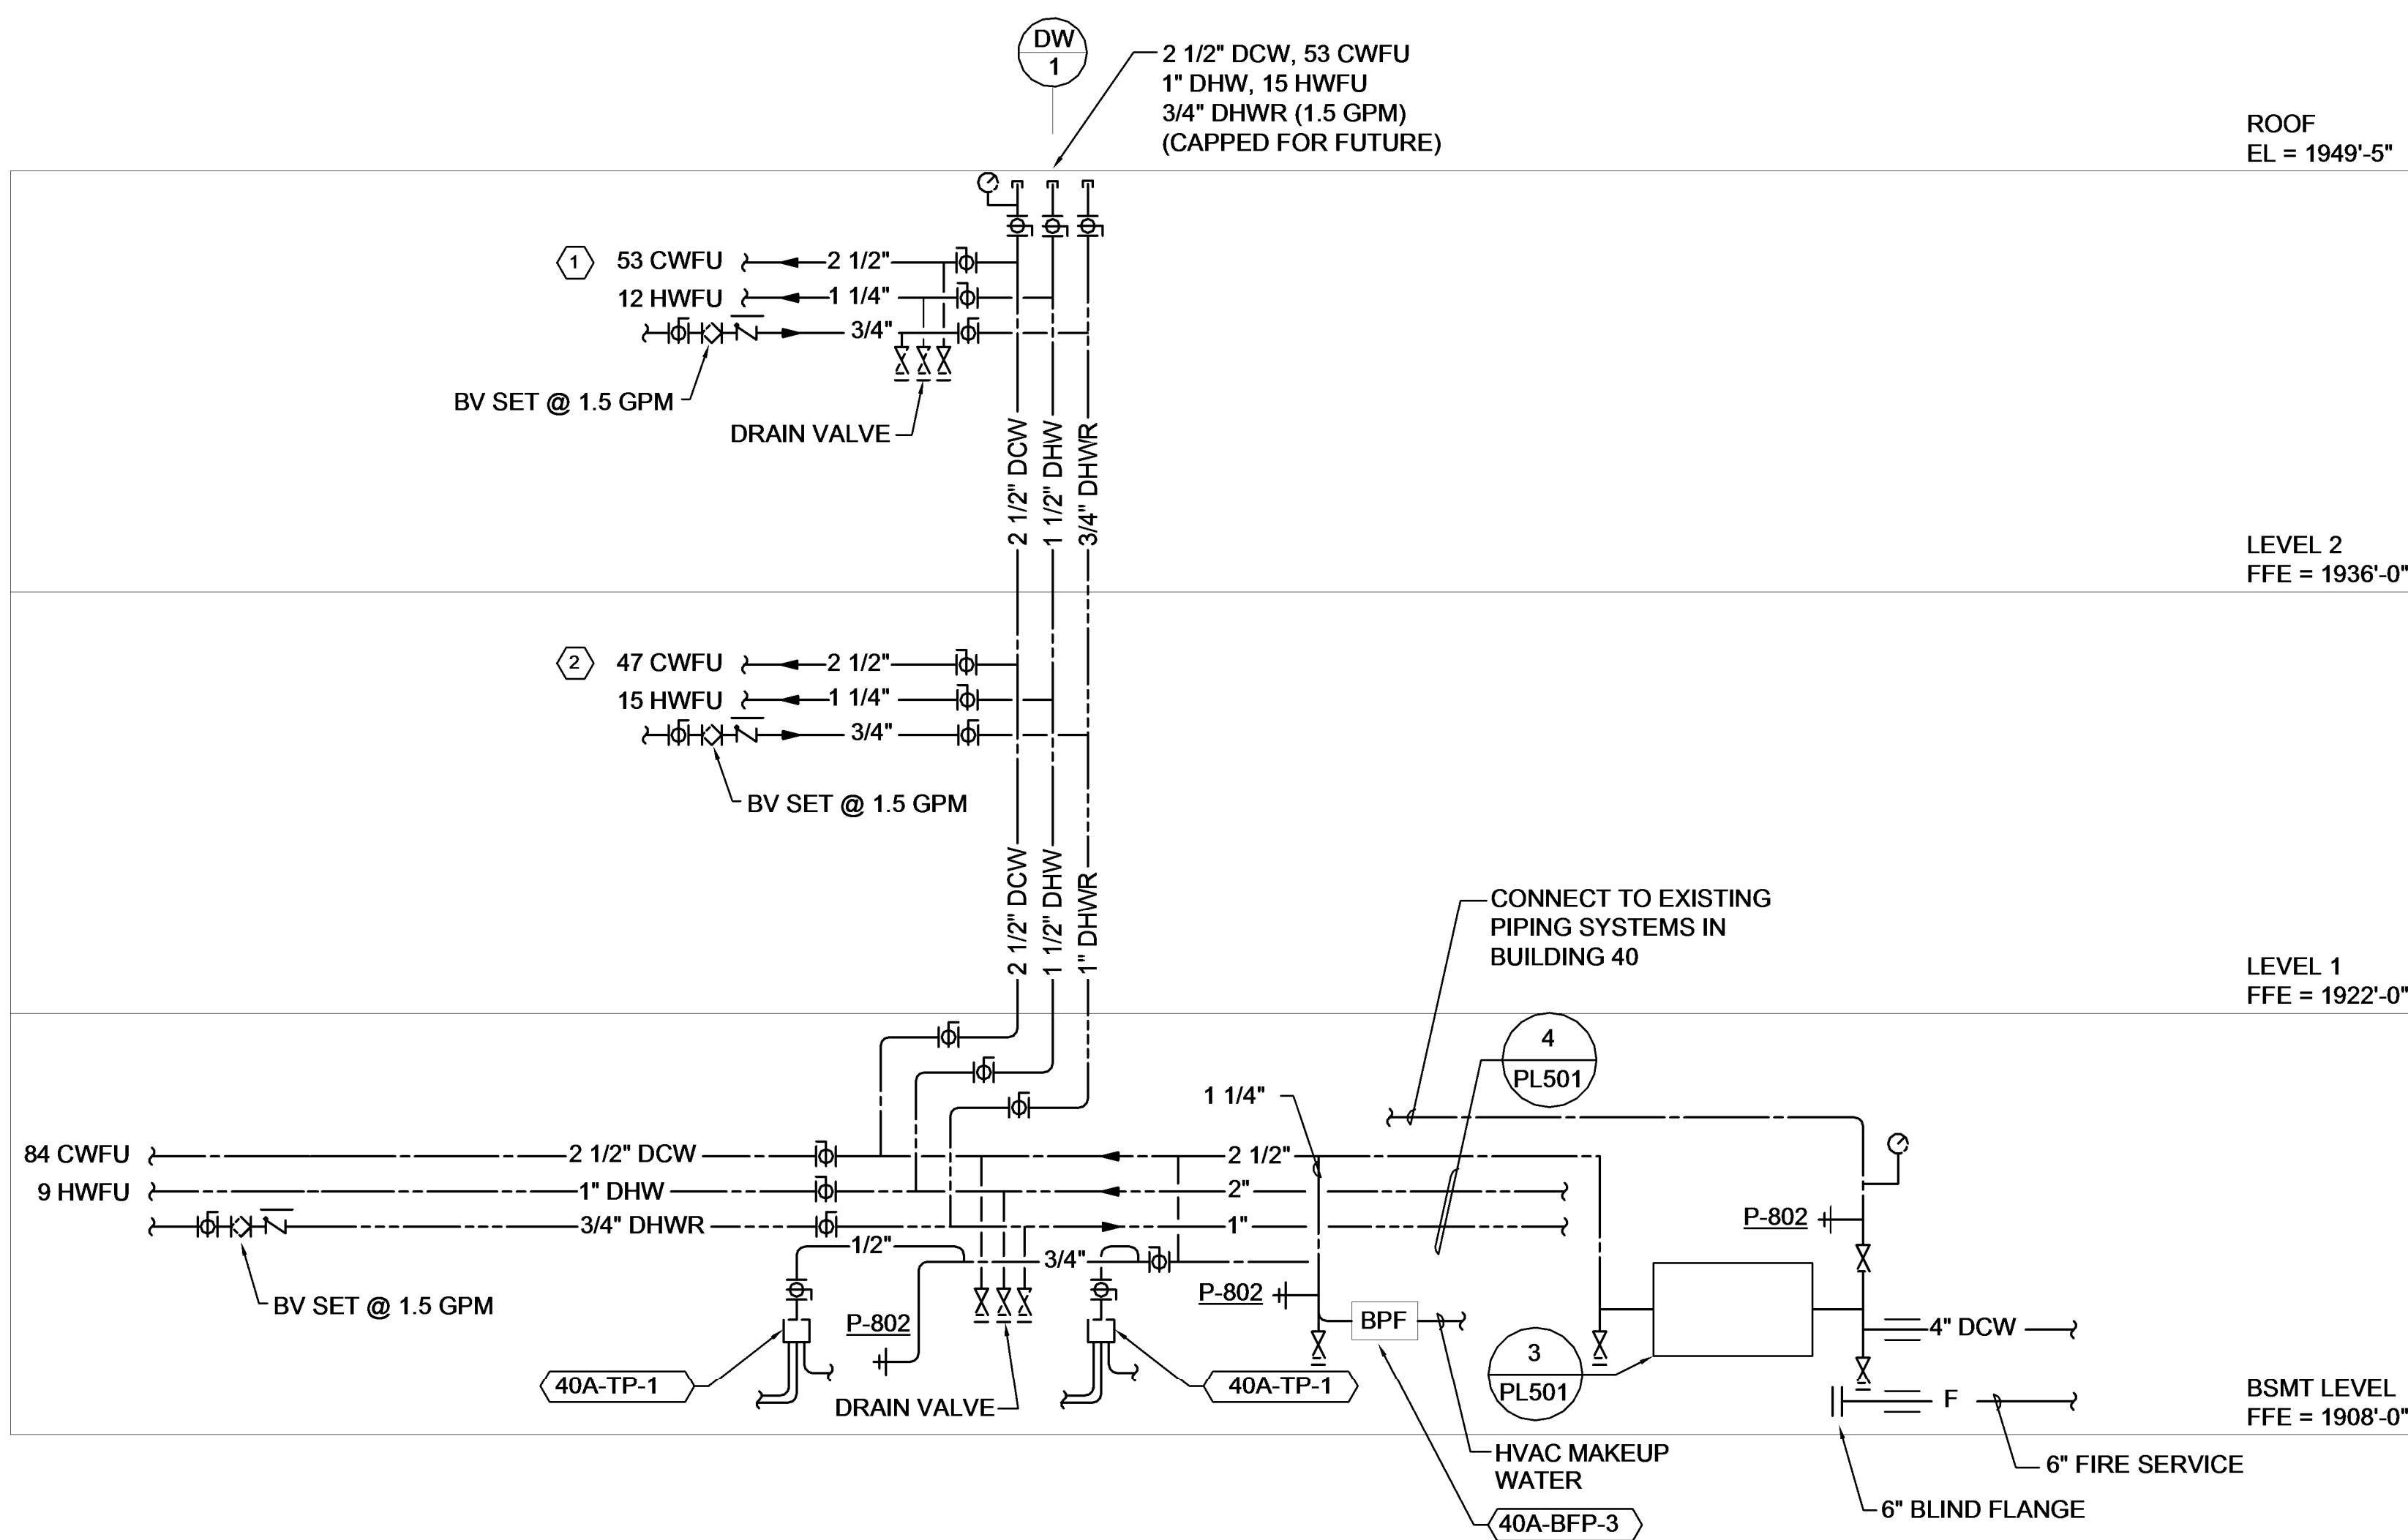 DW
1
2 1/2" DCW, 53 CWFU
1" DHW, 15 HWFU
3/4" DHWR (1.5 GPM)
(CAPPED FOR FUTURE)
ROOF
EL = 1949'-5"
1
53 CWFU
2 1/2"
12 HWFU
1 1/4"
3/4"
BV SET @ 1.5 GPM
DRAIN VALVE
2 1/2" DCW
1 1/2" DHW
3/4" DHWR
LEVEL 2
FFE = 1936'-0"
2
47 CWFU
2 1/2"
15 HWFU
1 1/4"
3/4"
BV SET @ 1.5 GPM
2 1/2" DCW
1 1/2" DHW
1" DHWR
CONNECT TO EXISTING
PIPING SYSTEMS IN
BUILDING 40
LEVEL 1
FFE = 1922'-0"
4
PL501
1 1/4"
84 CWFU
2 1/2" DCW
2 1/2"
9 HWFU
1" DHW
2"
3/4" DHWR
1"
P-802
1/2"
3/4"
BV SET @ 1.5 GPM
P-802
P-802
BPF
4" DCW
3
PL501
40A-TP-1
40A-TP-1
DRAIN VALVE
F
BSMT LEVEL
FFE = 1908'-0"
HVAC MAKEUP
WATER
6" FIRE SERVICE
6" BLIND FLANGE
40A-BFP-3